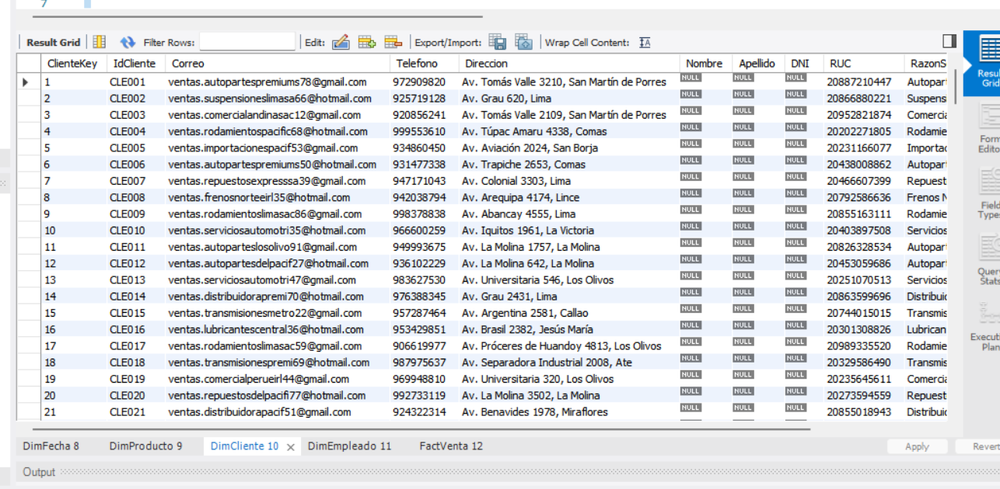 7
Result Grid Filter Rows: Edit: Export/Import: Wrap Cell Content:
ClienteKey IdCliente Correo Telefono Direccion Nombre Apellido DNI RUC RazonS
1 CLE001 ventas.autopartespremiums78@gmail.com 972909820 Av. Tomás Valle 3210, San Martín de Porres NULL NULL NULL 20887210447 Autopar
2 CLE002 ventas.suspensioneslimasa66@hotmail.com 925719128 Av. Grau 620, Lima NULL NULL NULL 20866880221 Suspens
3 CLE003 ventas.comercialandinasac12@gmail.com 920856241 Av. Tomás Valle 2109, San Martín de Porres NULL NULL NULL 20952821874 Comercia
4 CLE004 ventas.rodamientospacific68@hotmail.com 999553610 Av. Túpac Amaru 4338, Comas NULL NULL NULL 20202271805 Rodamie
5 CLE005 ventas.importacionespacif53@gmail.com 934860450 Av. Aviación 2024, San Borja NULL NULL NULL 20231166077 Importac
6 CLE006 ventas.autopartespremiums50@hotmail.com 931477338 Av. Trapiche 2653, Comas NULL NULL NULL 20438008862 Autopar
7 CLE007 ventas.repuestosexpresssa39@gmail.com 947171043 Av. Colonial 3303, Lima NULL NULL NULL 20466607399 Repuest
8 CLE008 ventas.frenosnorteeirl35@hotmail.com 942038794 Av. Arequipa 4174, Lince NULL NULL NULL 20792586636 Frenos N
9 CLE009 ventas.rodamientoslimasac86@gmail.com 998378838 Av. Abancay 4555, Lima NULL NULL NULL 20855163111 Rodamie
10 CLE010 ventas.serviciosautomotri35@hotmail.com 966600259 Av. Iquitos 1961, La Victoria NULL NULL NULL 20403897508 Servicios
11 CLE011 ventas.autoparteslosolivo91@gmail.com 949993675 Av. La Molina 1757, La Molina NULL NULL NULL 20826328534 Autopar
12 CLE012 ventas.autopartesdelpacif27@hotmail.com 936102229 Av. La Molina 642, La Molina NULL NULL NULL 20453059686 Autopar
13 CLE013 ventas.serviciosautomotri47@gmail.com 983627530 Av. Universitaria 546, Los Olivos NULL NULL NULL 20251070513 Servicios
14 CLE014 ventas.distribuidorapremi70@hotmail.com 976388345 Av. Grau 2431, Lima NULL NULL NULL 20863599696 Distribuic
15 CLE015 ventas.transmisionesmetro22@gmail.com 957287464 Av. Argentina 2581, Callao NULL NULL NULL 20744015015 Transmis
16 CLE016 ventas.lubricantescentral36@hotmail.com 953429851 Av. Brasil 2382, Jesús María NULL NULL NULL 20301308826 Lubrican
17 CLE017 ventas.rodamientoslimasac59@gmail.com 906619977 Av. Próceres de Huandoy 4813, Los Olivos NULL NULL NULL 20989335520 Rodamie
18 CLE018 ventas.transmisionespremi69@hotmail.com 987975637 Av. Separadora Industrial 2008, Ate NULL NULL NULL 20329586490 Transmis
19 CLE019 ventas.comercialperueirl44@gmail.com 969948810 Av. Universitaria 320, Los Olivos NULL NULL NULL 20235645611 Comercia
20 CLE020 ventas.repuestosdelpacifi77@hotmail.com 992733119 Av. La Molina 3502, La Molina NULL NULL NULL 20273594559 Repuest
21 CLE021 ventas.distribuidorapacif51@gmail.com 924322314 Av. Benavides 1978, Miraflores NULL NULL NULL 20855018943 Distribuic
Resul
Grid
Form
Edito
Field
Types
Query
Stats
Executi
Plan
DimFecha 8 DimProducto 9 DimCliente 10 DimEmpleado 11 FactVenta 12 Apply Revert
Output